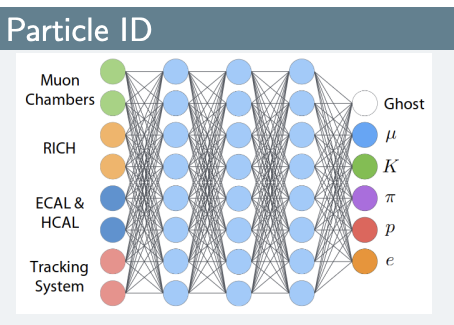 Particle ID
Muon
Chambers
RICH
ECAL &
HCAL
Tracking
System
Ghost
μ
K
π
p
e